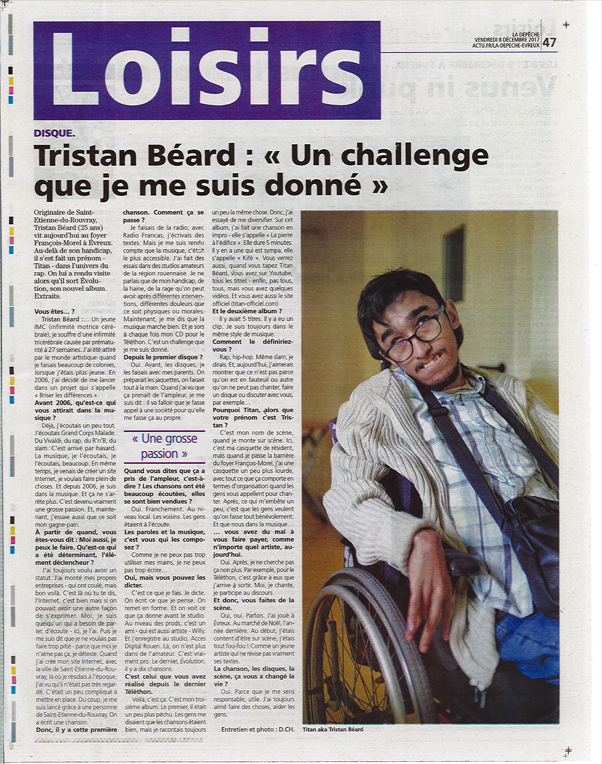 LA DÉPÊCHE
VENDREDI 8 DÉCEMBRE 2017
ACTU.FR/LA-DEPECHE-EVREUX
47
Loisirs
DISQUE.
Tristan Béard : « Un challenge
que je me suis donné »
Originaire de Saint-
Etienne-du-Rouvray,
Tristan Béard (25 ans)
vit aujourd'hui au foyer
François-Morel à Évreux.
Au-delà de son handicap,
il s'est fait un prénom -
Titan - dans l'univers du
rap. On lui a rendu visite
alors qu'il sort Évolu-
tion, son nouvel album.
Extraits.
Vous êtes... ?
Tristan Béard :... Un jeune
IMC (infirmité motrice céré-
brale), je souffre d'une infirmité
tricérébrale causée par prématu-
rité à 27 semaines. J'ai été attiré
par le monde artistique quand
je faisais beaucoup de colonies,
lorsque j'étais plus jeune. En
2006, j'ai décidé de me lancer
dans un projet qui s'appelle
« Briser les différences ».
Avant 2006, qu'est-ce qui
vous attirait dans la mu-
sique ?
Déjà, j'écoutais un peu tout.
J'écoutais Grand Corps Malade.
Du Vivaldi, du rap, du R'n'B, du
slam. C'est arrivé par hasard.
La musique, je l'écoutais, je
l'écoutais, beaucoup. En même
temps, je venais de créer un site
Internet, je voulais faire plein de
choses. Et depuis 2006, je suis
dans la musique. Et ça ne s'ar-
rête plus. C'est devenu vraiment
une grosse passion. Et, mainte-
nant, j'essaie aussi que ce soit
mon gagne-pain.
À partir de quand, vous
êtes-vous dit : Moi aussi, je
peux le faire. Qu'est-ce qui
a été déterminant, l'élé-
ment déclencheur ?
J'ai toujours voulu avoir un
statut. J'ai monté mes propres
entreprises - qui ont coulé, mais
bon voilà. C'est là où tu te dis,
l'Internet, c'est bien mais si on
pouvait avoir une autre façon
de s'exprimer. Moi, je suis
quelqu'un qui a besoin de par-
ler, d'écoute - ici, je l'ai. Puis je
me suis dit que je ne voulais pas
faire trop pitié - parce que moi je
n'aime pas ça, je déteste. Quand
j'ai créé mon site Internet, avec
la ville de Saint-Etienne-du-Rou-
vray, là où je résidais à l'époque,
j'ai vu qu'il n'était pas très regar-
dé. C'était un peu compliqué à
mettre en place. Du coup, je me
suis lancé grâce à une personne
de Saint-Etienne-du-Rouvray. On
a écrit une chanson.
Donc, il y a cette première
chanson. Comment ça se
passe ?
Je faisais de la radio, avec
Radio Francas, j'écrivais des
textes. Mais je me suis rendu
compte que la musique, c'était
le plus accessible. J'ai fait des
essais dans des studios amateurs
de la région rouennaise. Je ne
parlais que de mon handicap, de
la haine, de la rage qu'on peut
avoir après différentes interven-
tions, différentes douleurs que
ce soit physiques ou morales.
Maintenant, je me dis que la
musique marche bien. Et je sors
à chaque fois mon CD pour le
Téléthon. C'est un challenge que
je me suis donné.
Depuis le premier disque ?
Oui. Avant, les disques, je
les faisais avec mes parents. On
préparait les jaquettes, on faisait
tout à la main. Quand j'ai vu que
ça prenait de l'ampleur, je me
suis dit : il va falloir que je fasse
appel à une société pour qu'elle
me fasse ça au propre.
« Une grosse
passion »
Quand vous dites que ça a
pris de l'ampleur, c'est-à-
dire ? Les chansons ont été
beaucoup écoutées, elles
se sont bien vendues ?
Oui. Franchement. Au ni-
veau local. Les voisins. Les gens
étaient à l'écoute.
Les paroles et la musique,
c'est vous qui les compo-
sez ?
Comme je ne peux pas trop
utiliser mes mains, je ne peux
pas trop écrire...
Oui, mais vous pouvez les
dicter.
C'est ce que je fais. Je dicte.
On écrit ce que je pense. On
remet en forme. Et on voit ce
que ça donne avant le studio.
Au niveau des prods, c'est un
ami - qui est aussi artiste - Willy.
Et j'enregistre au studio, Acces
Digital Rouen. Là, on n'est plus
dans de l'amateur. C'est vrai-
ment pro. Le dernier, Évolution,
il y a dix chansons.
C'est celui que vous avez
réalisé depuis le dernier
Téléthon.
Voilà, c'est ça. C'est mon troi-
sième album. Le premier, il était
un peu plus péchu. Les gens me
disaient que les chansons étaient
bien, mais je racontais toujours
un peu la même chose. Donc, j'ai
essayé de me diversifier. Sur cet
album, j'ai fait une chanson en
impro - elle s'appelle « La pierre
à l'édifice ». Elle dure 5 minutes.
Il y en a une qui est sympa, elle
s'appelle « Kifé ». Vous verrez
aussi, quand vous tapez Titan
Béard, vous avez sur Youtube,
tous les titres - enfin, pas tous,
tous, mais vous avez quelques
vidéos. Et vous avez aussi le site
officiel (titan-officiel.com)
Et le deuxième album ?
Il y avait 5 titres. Il y a eu un
clip. Je suis toujours dans le
même style de musique.
Comment le définiriez-
vous ?
Rap, hip-hop. Même slam, je
dirais. Et, aujourd'hui, j'aimerais
montrer que ce n'est pas parce
qu'on est en fauteuil ou autre
qu'on ne peut pas chanter, faire
un disque ou discuter avec vous,
par exemple...
Pourquoi Titan, alors que
votre prénom c'est Tris-
tan ?
C'est mon nom de scène,
quand je monte sur scène. Ici,
c'est ma casquette de résident,
mais quand je passe la barrière
du foyer François-Morel, j'ai une
casquette un peu plus lourde,
avec tout ce que ça comporte en
termes d'organisation quand les
gens vous appellent pour chan-
ter. Après, ce qui m'embête un
peu, c'est que les gens veulent
qu'on fasse tout bénévolement.
Et que nous dans la musique...
... vous avez du mal à
vous faire payer, comme
n'importe quel artiste, au-
jourd'hui.
Oui. Après, je ne cherche pas
ça non plus. Par exemple, pour le
Téléthon, c'est grâce à eux que
j'arrive à sortir. Moi, je chante,
je participe au discours.
Et donc, vous faites de la
scène.
Oui, oui. Parfois. J'ai joué à
Évreux. Au marché de Noël, l'an-
née dernière. Au début, j'étais
content d'être sur scène, j'étais
tout fou-fou ! Comme un jeune
artiste qui ne révise pas vraiment
ses textes.
La chanson, les disques, la
scène, ça vous a changé la
vie ?
Oui. Parce que je me sens
responsable, utile. J'ai toujours
aimé faire des choses, aider les
gens.
Entretien et photo : D.CH.
Titan aka Tristan Béard